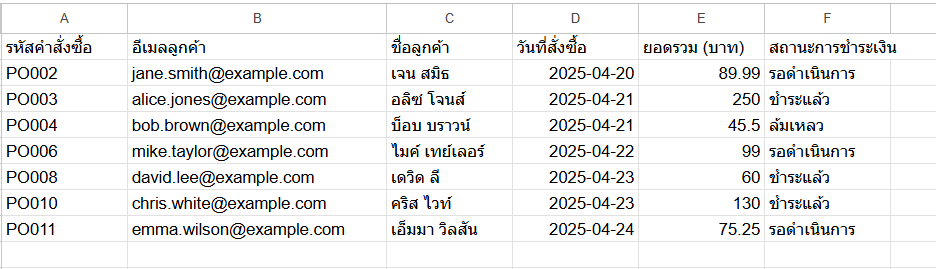 A B C D E F
รหัสคำสั่งซื้อ อีเมลลูกค้า ชื่อลูกค้า วันที่สั่งซื้อ ยอดรวม (บาท) สถานะการชำระเงิน
PO002 jane.smith@example.com เจน สมิธ 2025-04-20 89.99 รอดำเนินการ
PO003 alice.jones@example.com อลิซ โจนส์ 2025-04-21 250 ชำระแล้ว
PO004 bob.brown@example.com บ็อบ บราวน์ 2025-04-21 45.5 ล้มเหลว
PO006 mike.taylor@example.com ไมค์ เทย์เลอร์ 2025-04-22 99 รอดำเนินการ
PO008 david.lee@example.com เดวิด ลี 2025-04-23 60 ชำระแล้ว
PO010 chris.white@example.com คริส ไวท์ 2025-04-23 130 ชำระแล้ว
PO011 emma.wilson@example.com เอ็มมา วิลสัน 2025-04-24 75.25 รอดำเนินการ